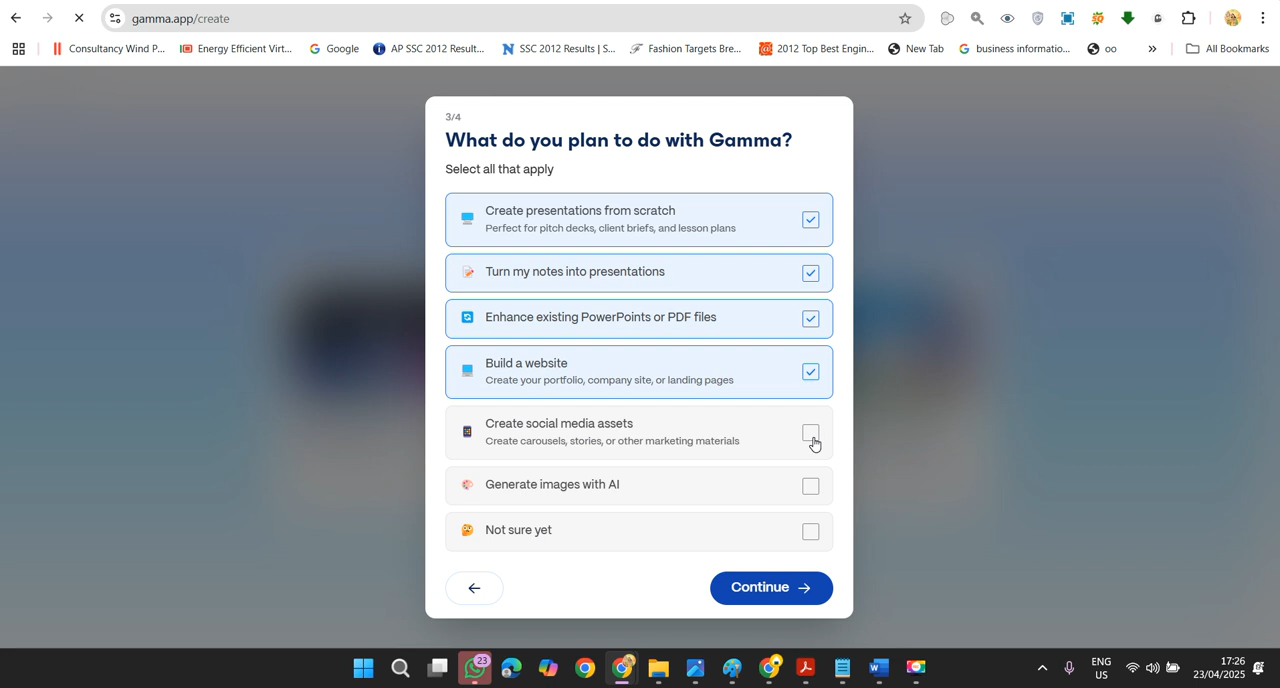 gamma.app/create
Consultancy Wind P...
Energy Efficient Virt...
Google
AP SSC 2012 Result...
SSC 2012 Results | S...
Fashion Targets Bre...
2012 Top Best Engin...
New Tab
business informatio...
oo
All Bookmarks
3/4
What do you plan to do with Gamma?
Select all that apply
Create presentations from scratch
Perfect for pitch decks, client briefs, and lesson plans
Turn my notes into presentations
Enhance existing PowerPoints or PDF files
Build a website
Create your portfolio, company site, or landing pages
Create social media assets
Create carousels, stories, or other marketing materials
Generate images with AI
Not sure yet
Continue
23
ENG
US
17:26
23/04/2025